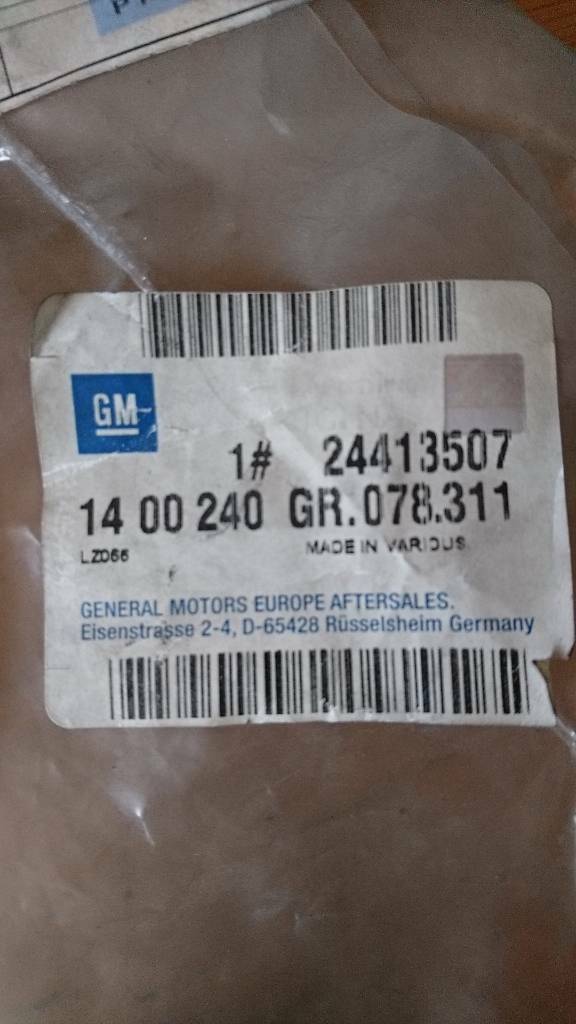 GM
1# 24413507
14 00 240 GR.078.311
LZD66 MADE IN VARIOUS
GENERAL MOTORS EUROPE AFTERSALES.
Eisenstrasse 2-4, D-65428 Rüsselsheim Germany